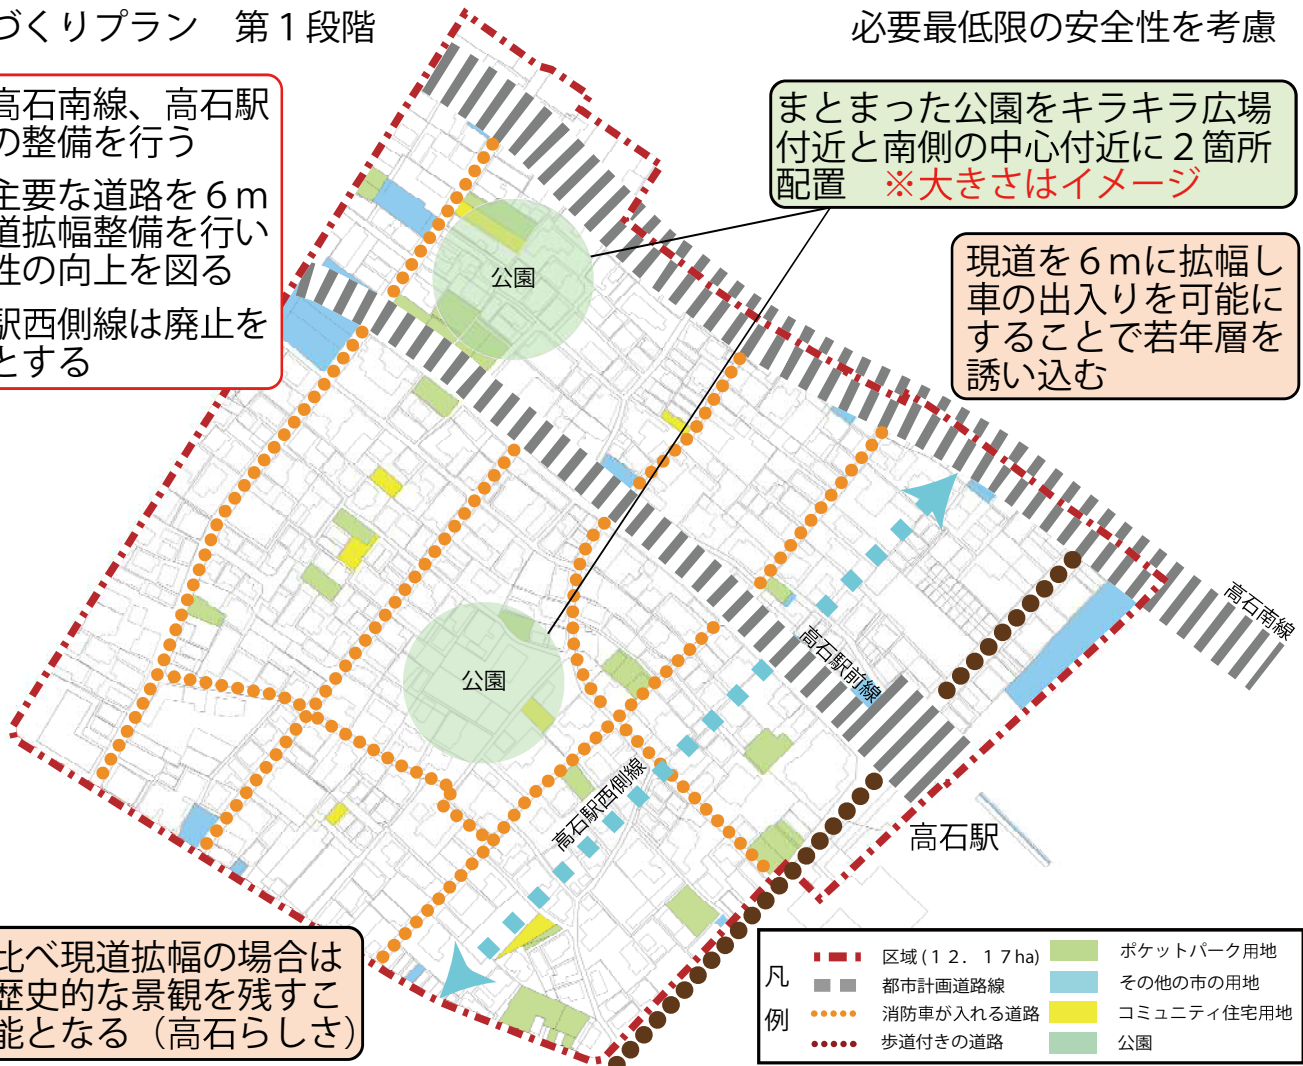 づくりプラン　第１段階
必要最低限の安全性を考慮
高石南線、高石駅
の整備を行う
主要な道路を６ｍ
道拡幅整備を行い
性の向上を図る
駅西側線は廃止を
とする
まとまった公園をキラキラ広場
付近と南側の中心付近に２箇所
配置　※大きさはイメージ
現道を６ｍに拡幅し
車の出入りを可能に
することで若年層を
誘い込む
公園
公園
高石南線
高石駅前線
高石駅西側線
高石駅
比べ現道拡幅の場合は
歴史的な景観を残すこ
能となる（高石らしさ）
凡例
区域(１２．１７ha)
都市計画道路線
消防車が入れる道路
歩道付きの道路
ポケットパーク用地
その他の市の用地
コミュニティ住宅用地
公園